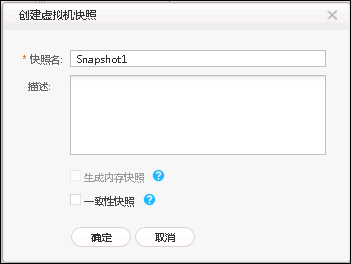 创建虚拟机快照
* 快照名: Snapshot1
描述:
生成内存快照 ?
一致性快照 ?
确定 取消